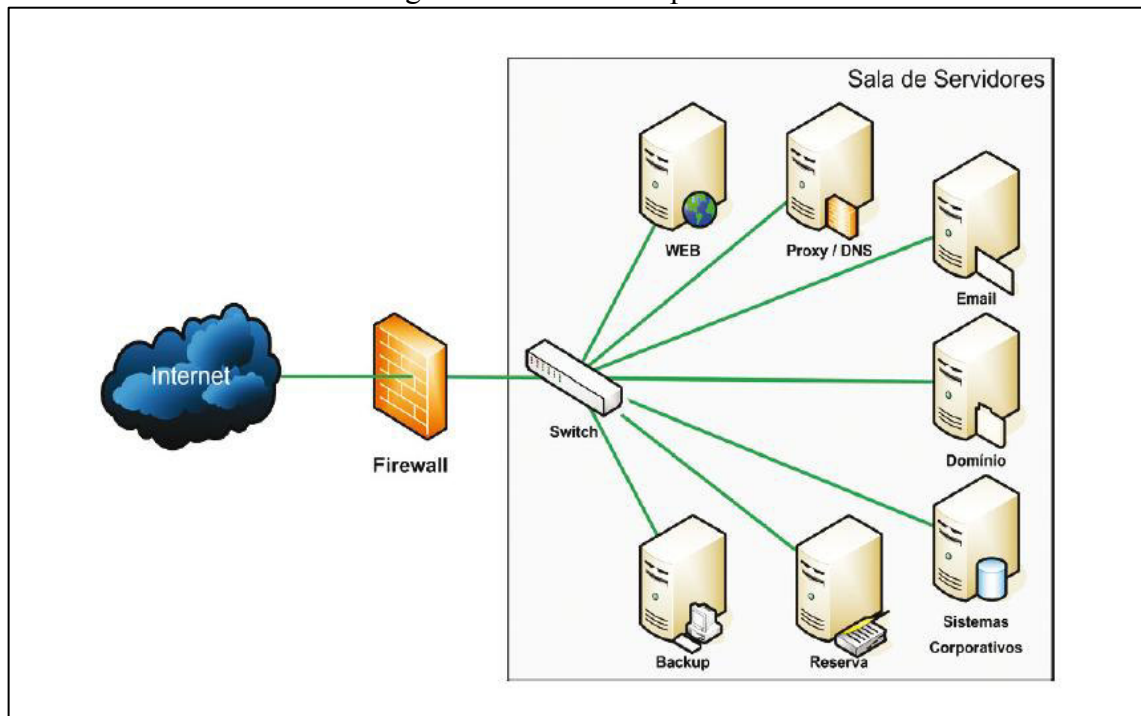 Sala de Servidores
WEB
Proxy / DNS
Email
Internet
Firewall
Switch
Domínio
Sistemas
Corporativos
Backup
Reserva